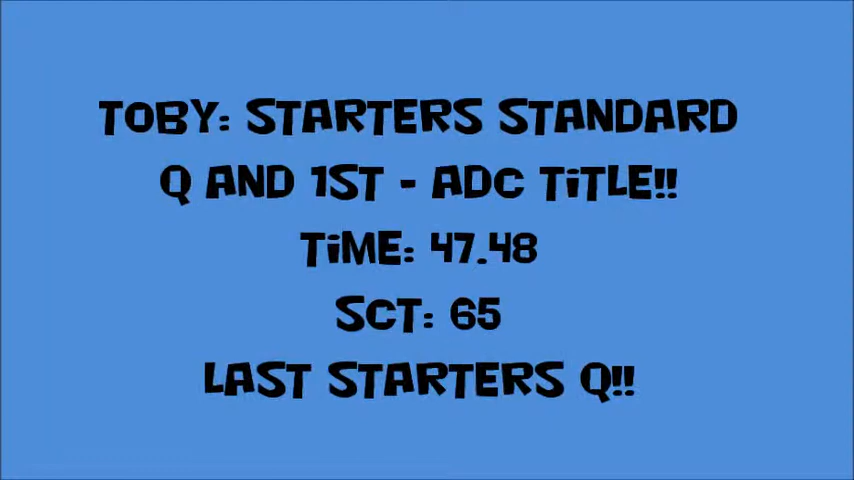 TOBY: STARTERS STANDARD
Q AND 1ST - ADC TiTLE!!
TiME: 47.48
SCT: 65
LAST STARTERS Q!!